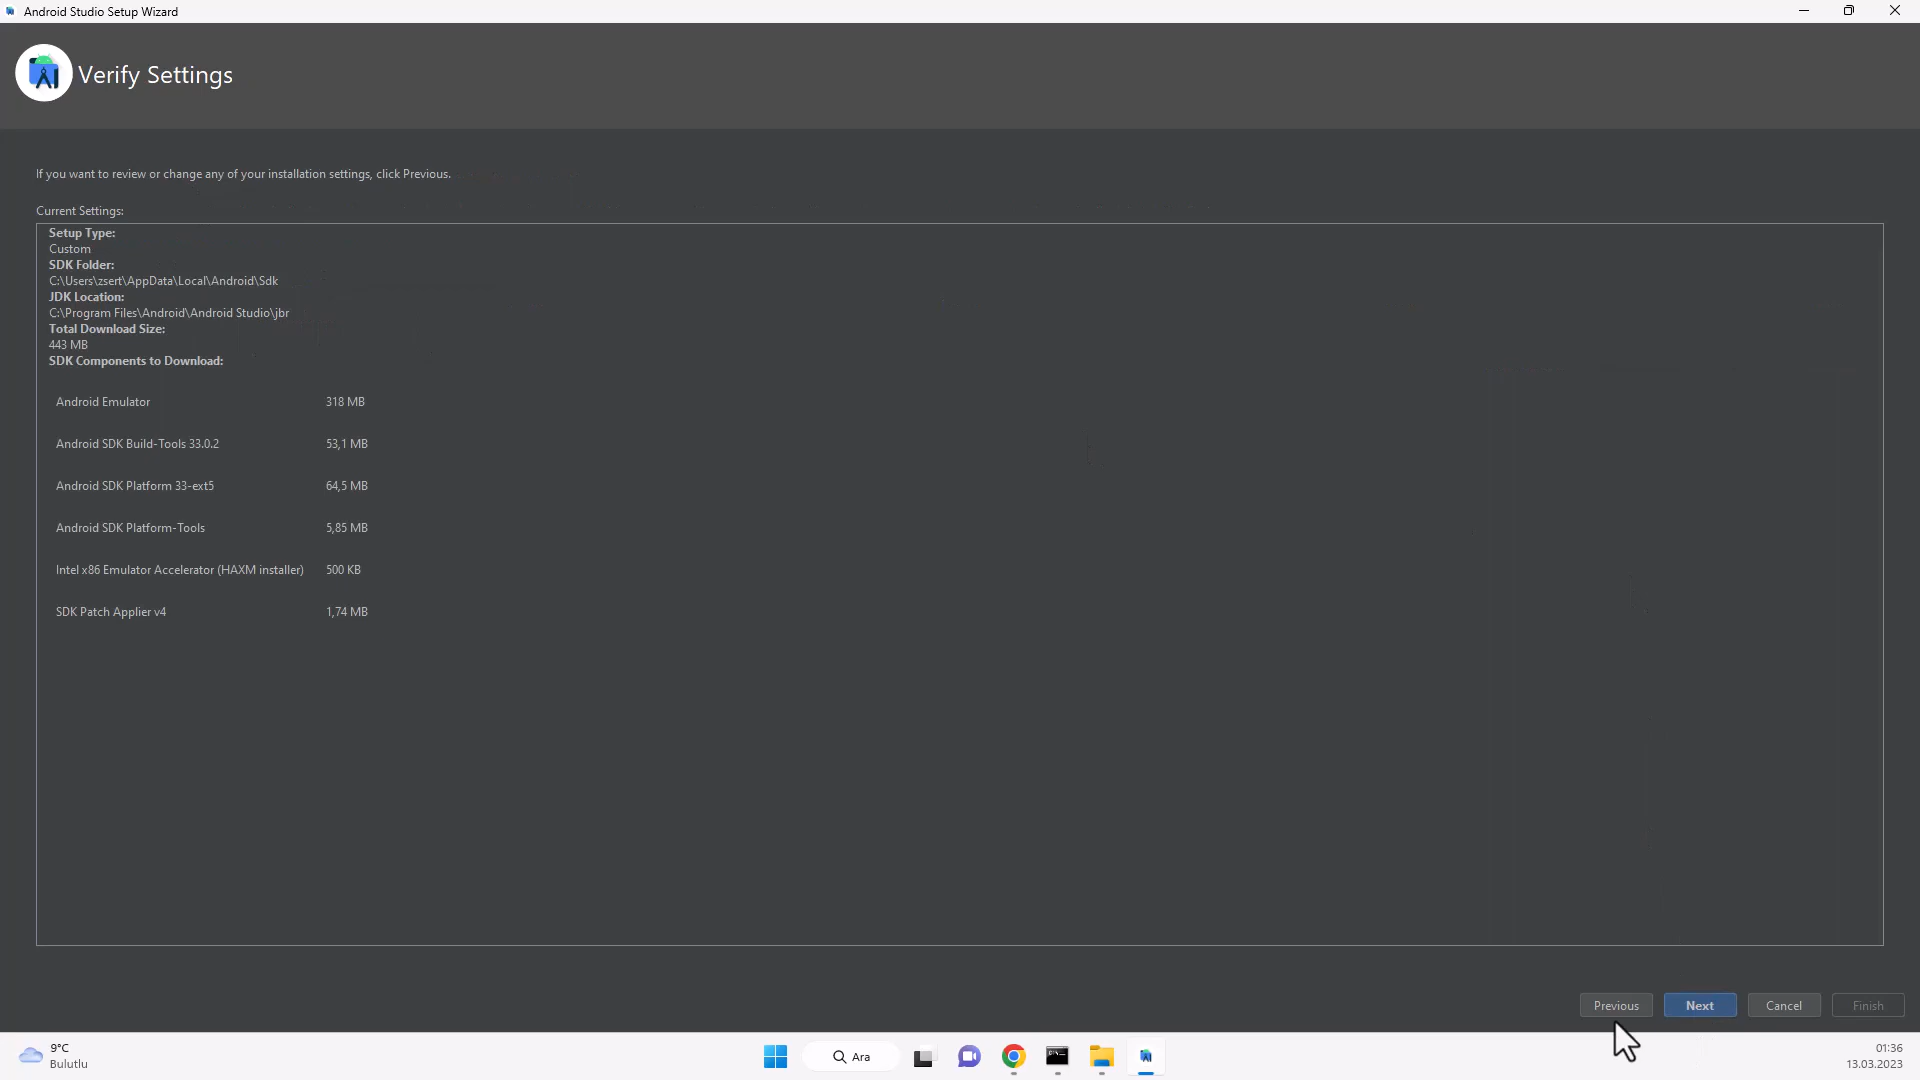 Android Studio Setup Wizard
Verify Settings
If you want to review or change any of your installation settings, click Previous.
Current Settings:
Setup Type:
Custom
SDK Folder:
C:\Users\zsert\AppData\Local\Android\Sdk
JDK Location:
C:\Program Files\Android\Android Studio\jbr
Total Download Size:
443 MB
SDK Components to Download:
Android Emulator 318 MB
Android SDK Build-Tools 33.0.2 53,1 MB
Android SDK Platform 33-ext5 64,5 MB
Android SDK Platform-Tools 5,85 MB
Intel x86 Emulator Accelerator (HAXM installer) 500 KB
SDK Patch Applier v4 1,74 MB
Previous Next Cancel Finish
9°C
Bulutlu
Ara
01:36
13.03.2023